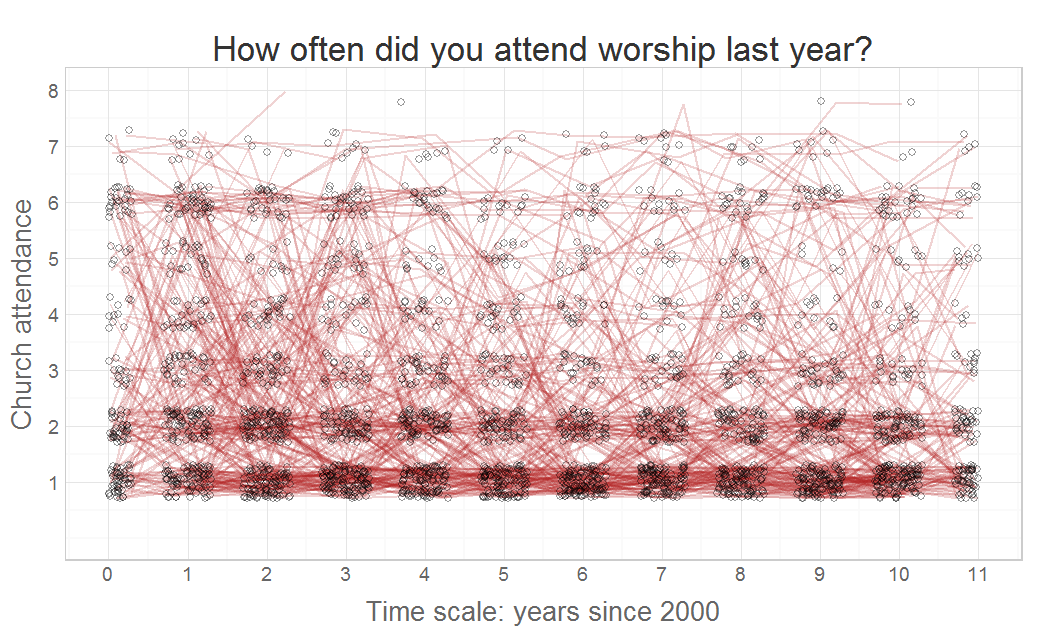 How often did you attend worship last year?
Church attendance
8
7
6
5
4
3
2
1
0 1 2 3 4 5 6 7 8 9 10 11
Time scale: years since 2000